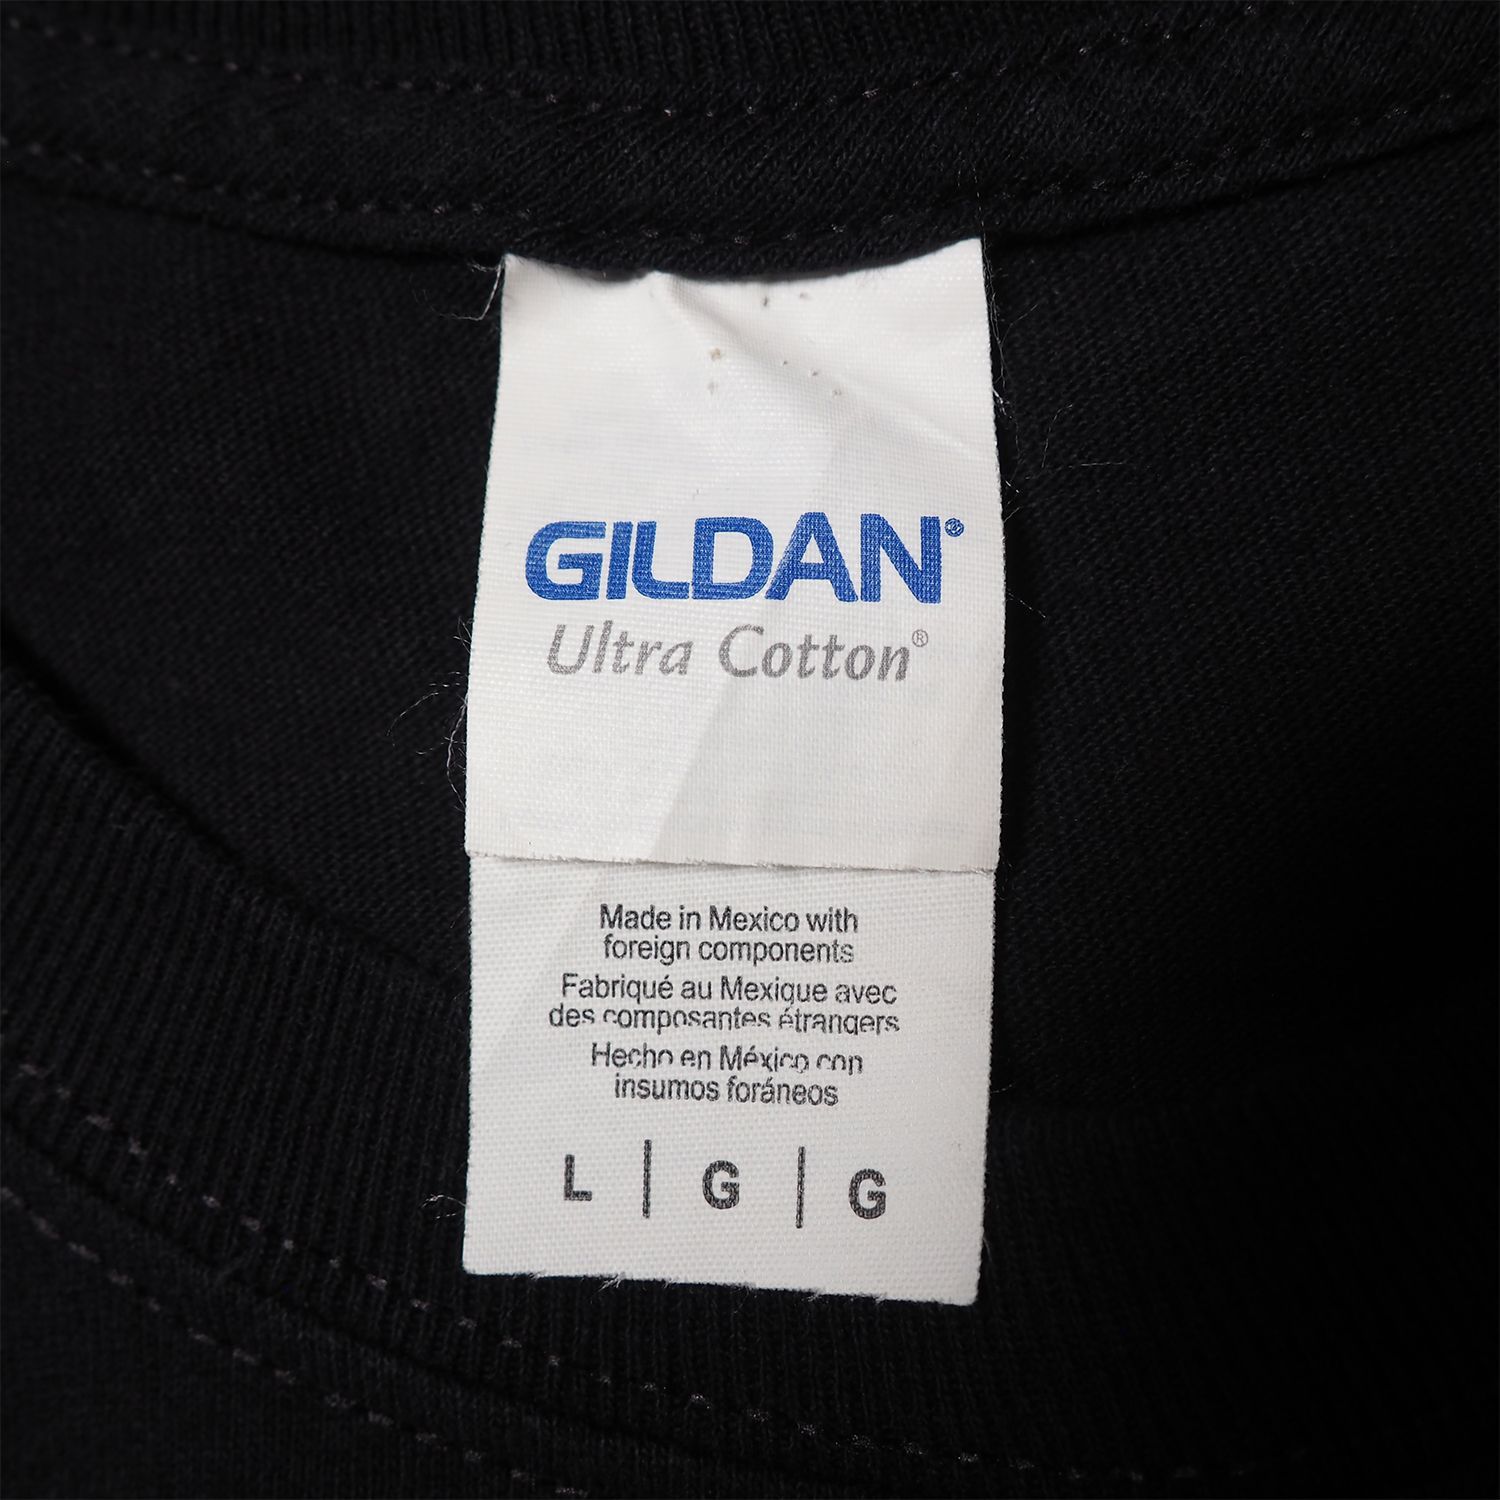 GILDAN®
Ultra Cotton®
Made in Mexico with
foreign components
Fabriqué au Mexique avec
des composantes étrangers
Hecho en México con
insumos foráneos
L | G | G